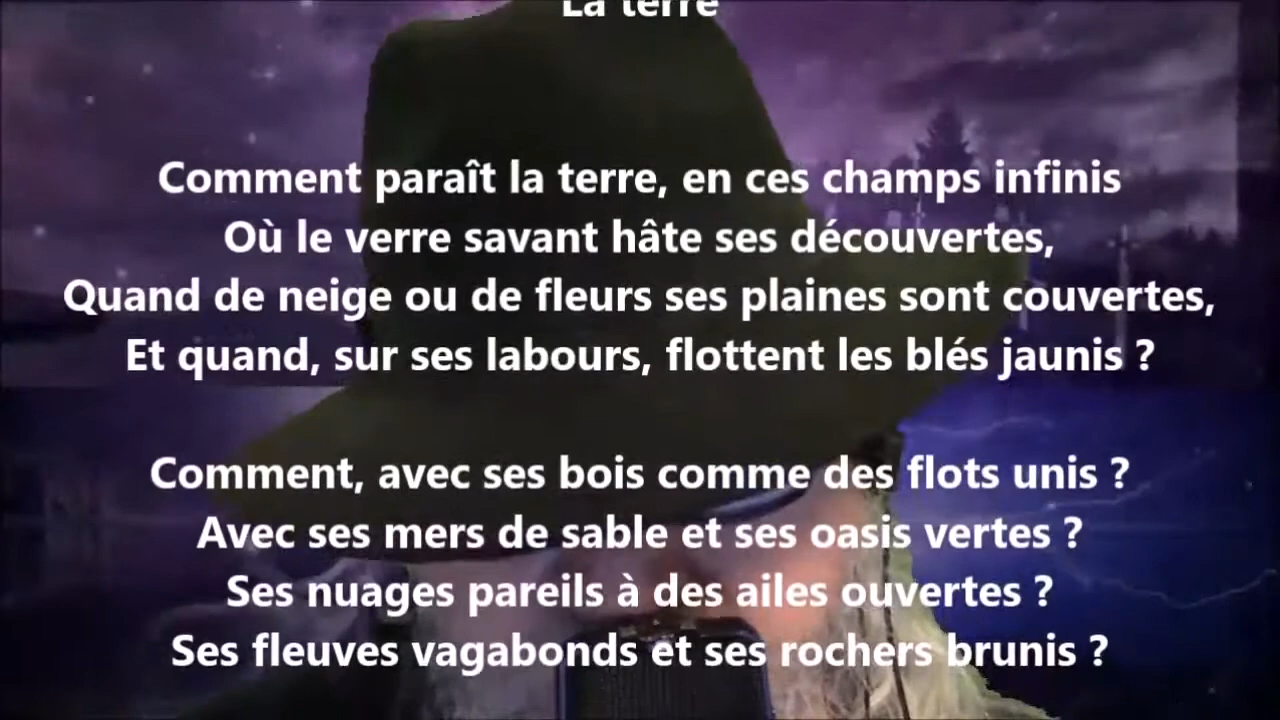 La terre
Comment paraît la terre, en ces champs infinis
Où le verre savant hâte ses découvertes,
Quand de neige ou de fleurs ses plaines sont couvertes,
Et quand, sur ses labours, flottent les blés jaunis ?
Comment, avec ses bois comme des flots unis ?
Avec ses mers de sable et ses oasis vertes ?
Ses nuages pareils à des ailes ouvertes ?
Ses fleuves vagabonds et ses rochers brunis ?